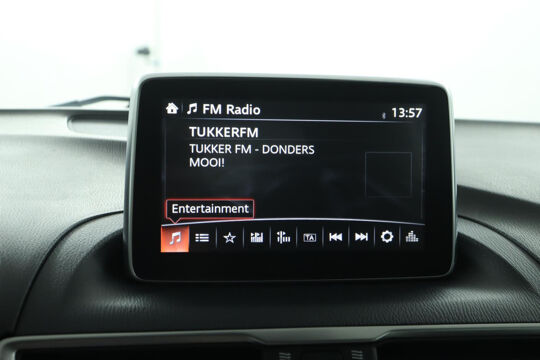 FM Radio 13:57
TUKKERFM
TUKKER FM - DONDERS
MOOI!
Entertainment
TA